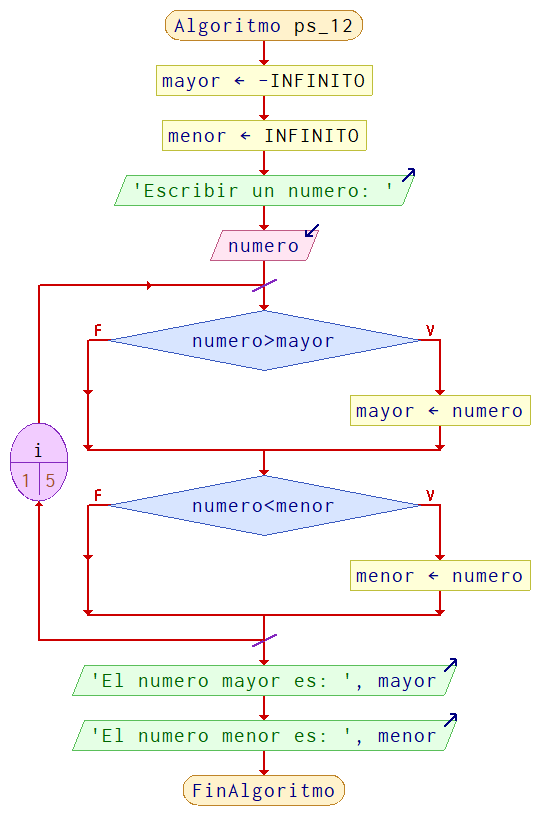 Algoritmo ps_12
mayor ← -INFINITO
menor ← INFINITO
'Escribir un numero: '
numero
numero>mayor
F
V
mayor ← numero
i
1 5
numero<menor
F
V
menor ← numero
'El numero mayor es: ', mayor
'El numero menor es: ', menor
FinAlgoritmo